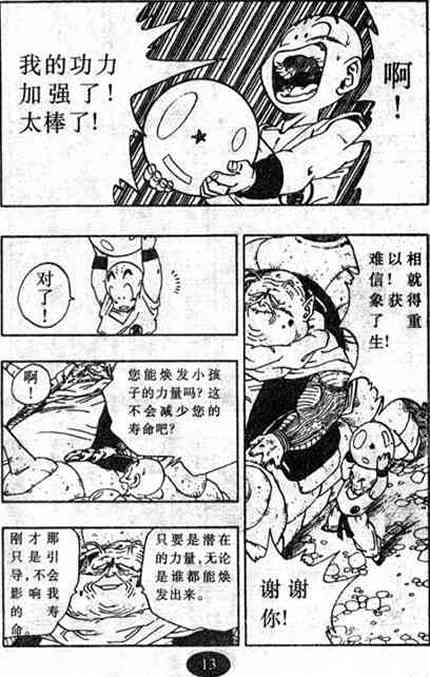 啊！
我的功力
加强了！
太棒了！
难以相
信！就
象获得
了重
生！
谢谢
你！
对
了！
您能焕发小孩
子的力量吗？这
不会减少您的
寿命吧？
啊！
只要是潜在
的力量，无论
是谁都能焕
发出来。
刚才那
只是引
导，不会
影响我
的寿
命。
13